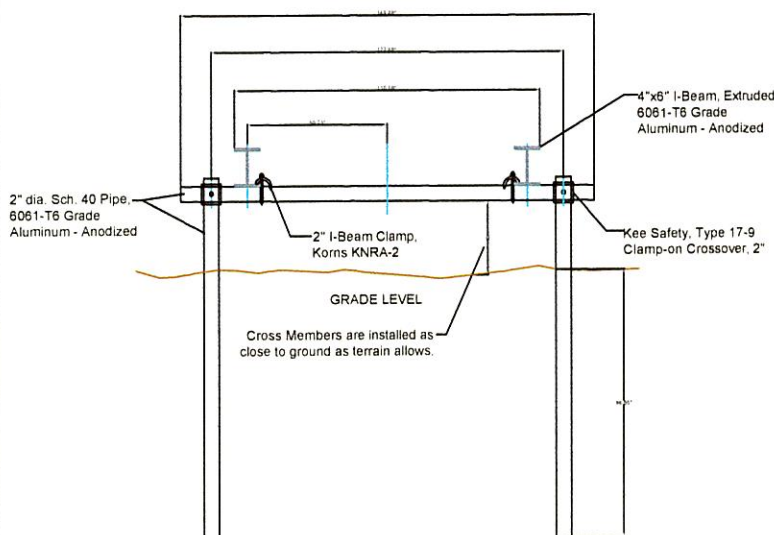 4"x6" I-Beam, Extruded
6061-T6 Grade
Aluminum - Anodized
2" dia. Sch. 40 Pipe,
6061-T6 Grade
Aluminum - Anodized
2" I-Beam Clamp,
Korns KNRA-2
Kee Safety, Type 17-9
Clamp-on Crossover, 2"
GRADE LEVEL
Cross Members are installed as
close to ground as terrain allows.